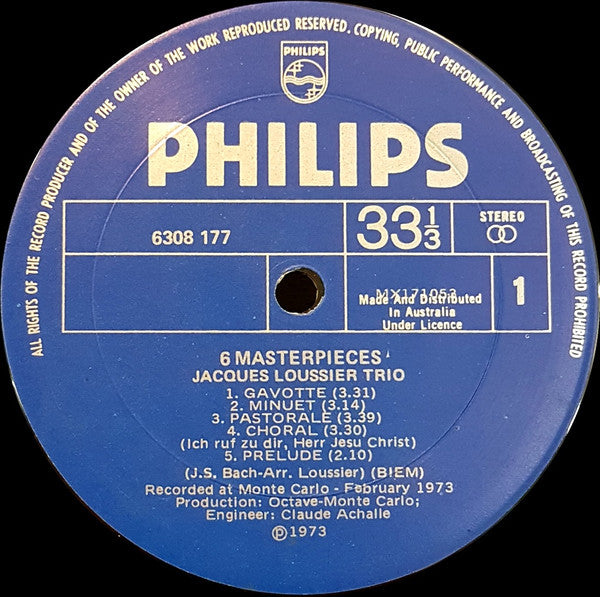 ALL RIGHTS OF THE RECORD PRODUCER AND OF THE OWNER OF THE WORK REPRODUCED RESERVED. COPYING, PUBLIC PERFORMANCE AND BROADCASTING OF THIS RECORD PROHIBITED
PHILIPS
PHILIPS
6308 177
33 1/3
STEREO
MX171053
Made And Distributed
In Australia
Under Licence
1
6 MASTERPIECES
JACQUES LOUSSIER TRIO
1. GAVOTTE (3.31)
2. MINUET (3.14)
3. PASTORALE (3.39)
4. CHORAL (3.30)
(Ich ruf zu dir, Herr Jesu Christ)
5. PRELUDE (2.10)
(J.S. Bach-Arr. Loussier) (BIEM)
Recorded at Monte Carlo - February 1973
Production: Octave-Monte Carlo;
Engineer: Claude Achalle
℗1973